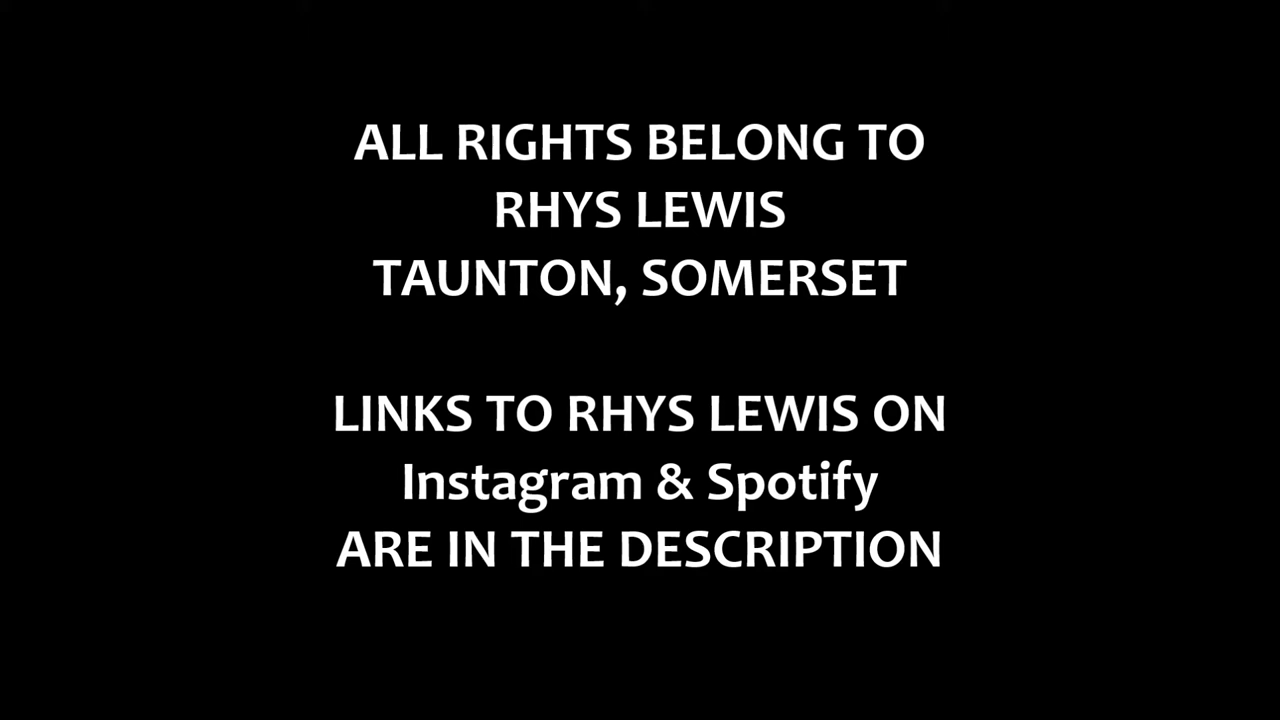 ALL RIGHTS BELONG TO
RHYS LEWIS
TAUNTON, SOMERSET
LINKS TO RHYS LEWIS ON
Instagram & Spotify
ARE IN THE DESCRIPTION